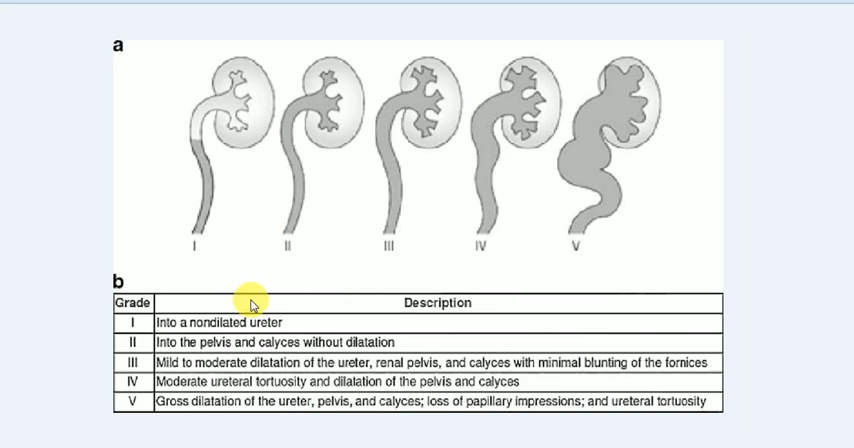 a
I II III IV V
b
Grade Description
I Into a nondilated ureter
II Into the pelvis and calyces without dilatation
III Mild to moderate dilatation of the ureter, renal pelvis, and calyces with minimal blunting of the fornices
IV Moderate ureteral tortuosity and dilatation of the pelvis and calyces
V Gross dilatation of the ureter, pelvis, and calyces; loss of papillary impressions; and ureteral tortuosity